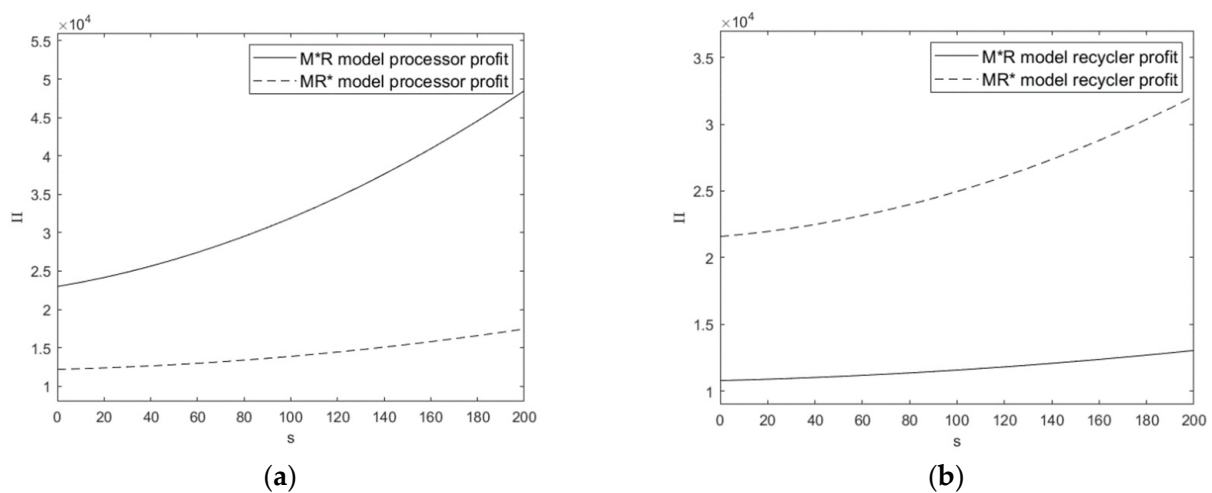 ×10⁴
5.5
5
4.5
4
3.5
3
2.5
2
1.5
1
Π
0 20 40 60 80 100 120 140 160 180 200
s
M*R model processor profit
MR* model processor profit
(a)
×10⁴
3.5
3
2.5
2
1.5
1
Π
0 20 40 60 80 100 120 140 160 180 200
s
M*R model recycler profit
MR* model recycler profit
(b)